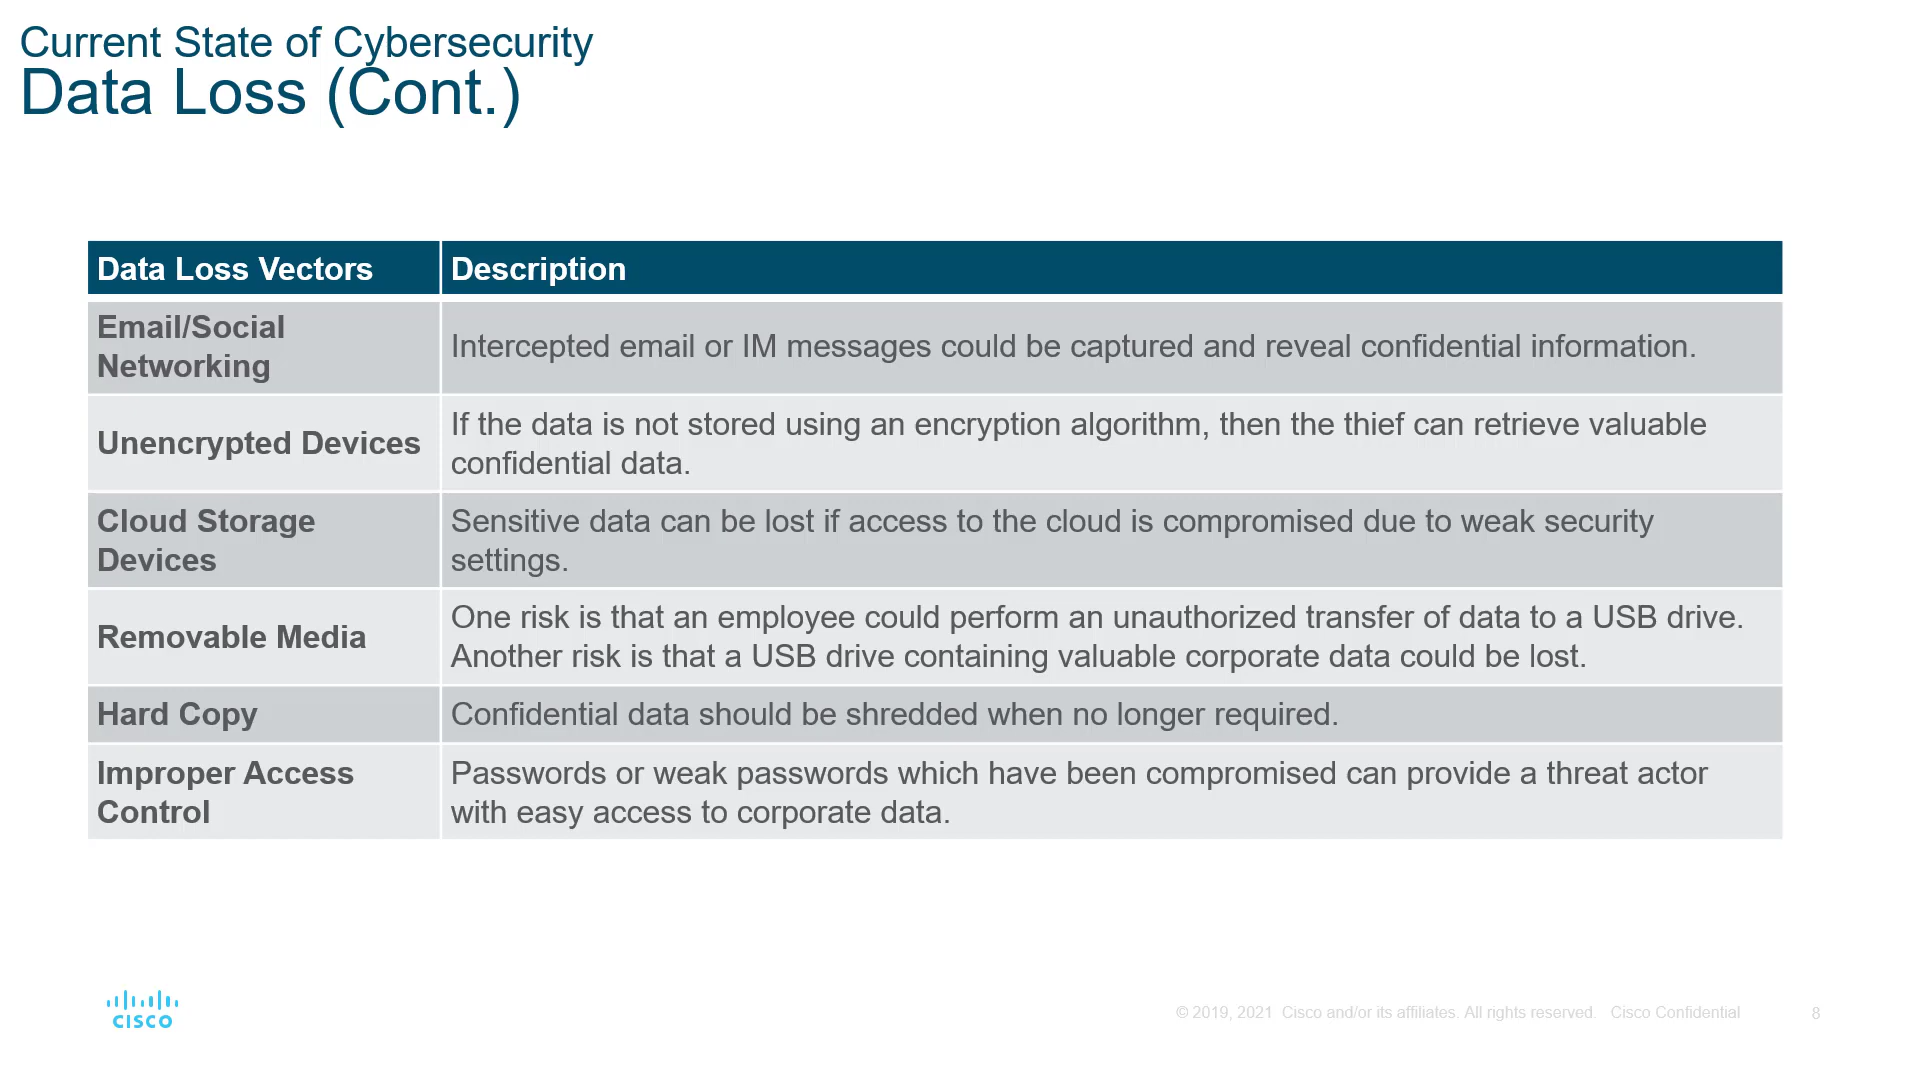 Current State of Cybersecurity
Data Loss (Cont.)
Data Loss Vectors
Description
Email/Social
Networking
Intercepted email or IM messages could be captured and reveal confidential information.
Unencrypted Devices
If the data is not stored using an encryption algorithm, then the thief can retrieve valuable
confidential data.
Cloud Storage
Devices
Sensitive data can be lost if access to the cloud is compromised due to weak security
settings.
Removable Media
One risk is that an employee could perform an unauthorized transfer of data to a USB drive.
Another risk is that a USB drive containing valuable corporate data could be lost.
Hard Copy
Confidential data should be shredded when no longer required.
Improper Access
Control
Passwords or weak passwords which have been compromised can provide a threat actor
with easy access to corporate data.
CISCO
© 2019, 2021 Cisco and/or its affiliates. All rights reserved. Cisco Confidential
8